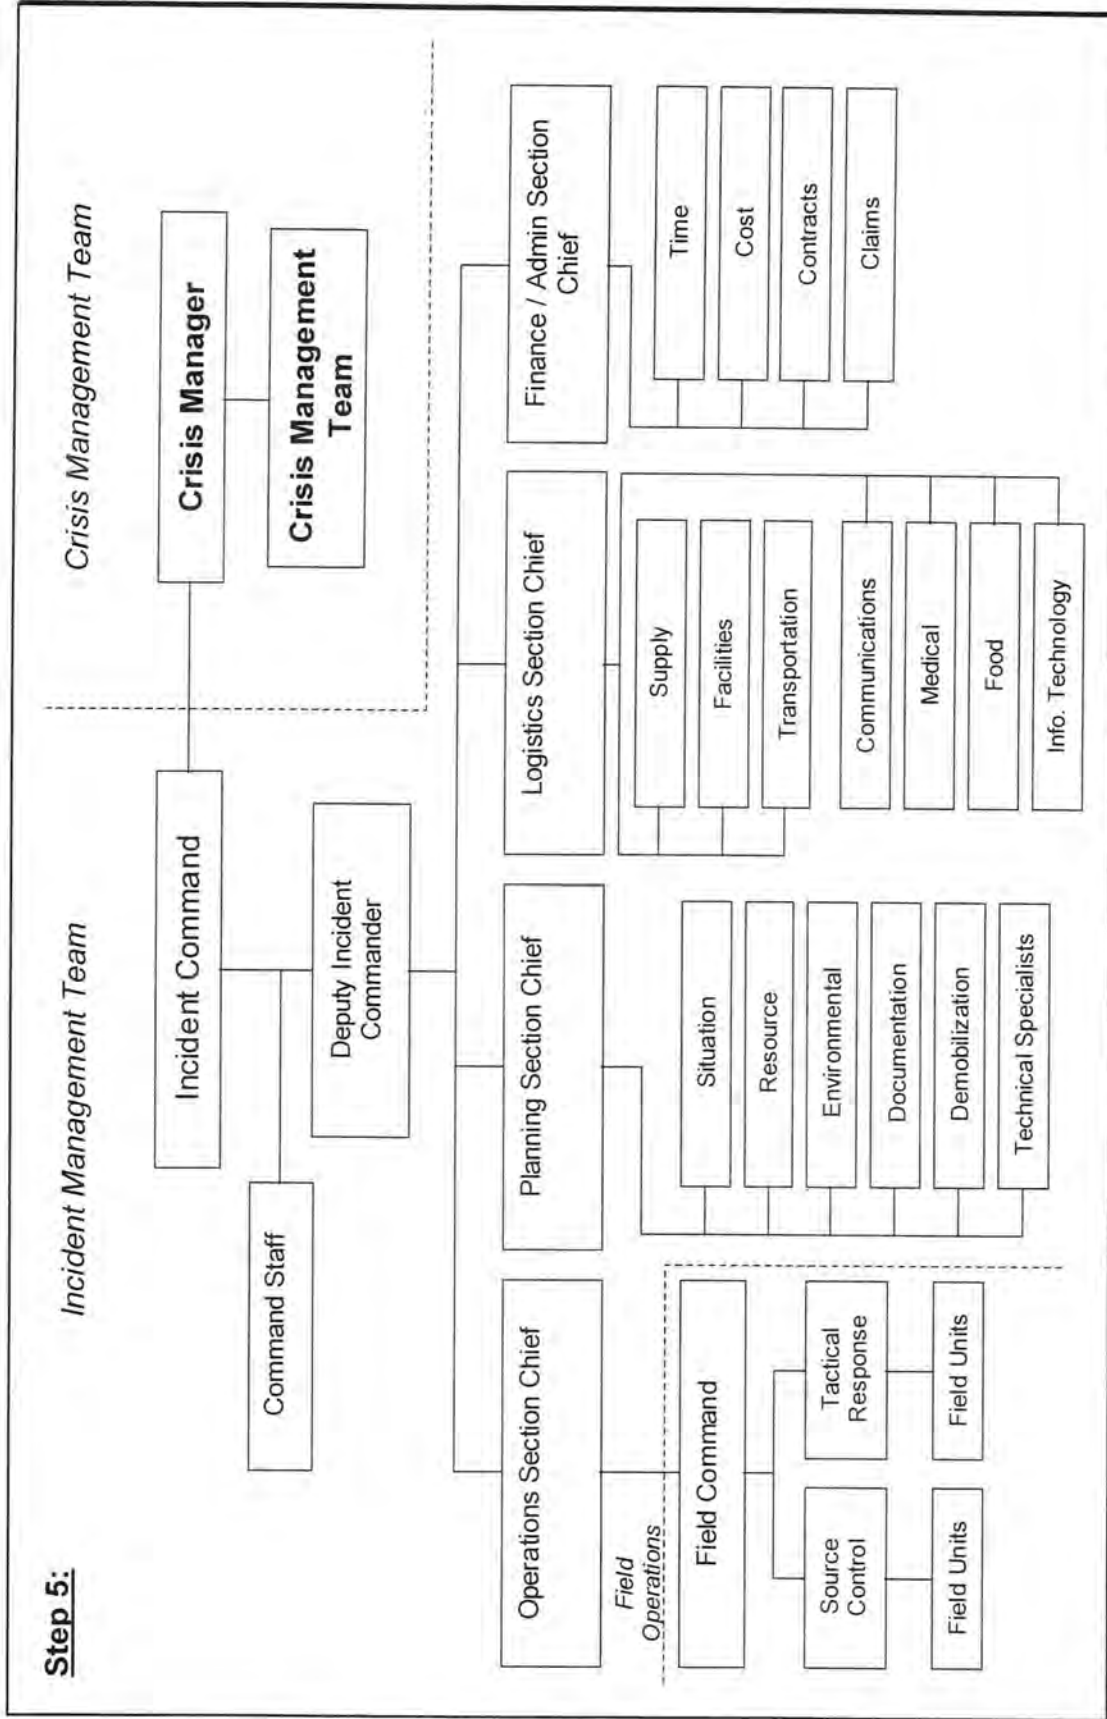 Step 5:
Incident Management Team
Crisis Management Team
Incident Command
Crisis Manager
Command Staff
Crisis Management
Team
Deputy Incident
Commander
Operations Section Chief
Planning Section Chief
Logistics Section Chief
Finance / Admin Section
Chief
Field
Operations
Field Command
Source
Control
Tactical
Response
Field Units
Field Units
Situation
Resource
Environmental
Documentation
Demobilization
Technical Specialists
Supply
Facilities
Transportation
Communications
Medical
Food
Info. Technology
Time
Cost
Contracts
Claims